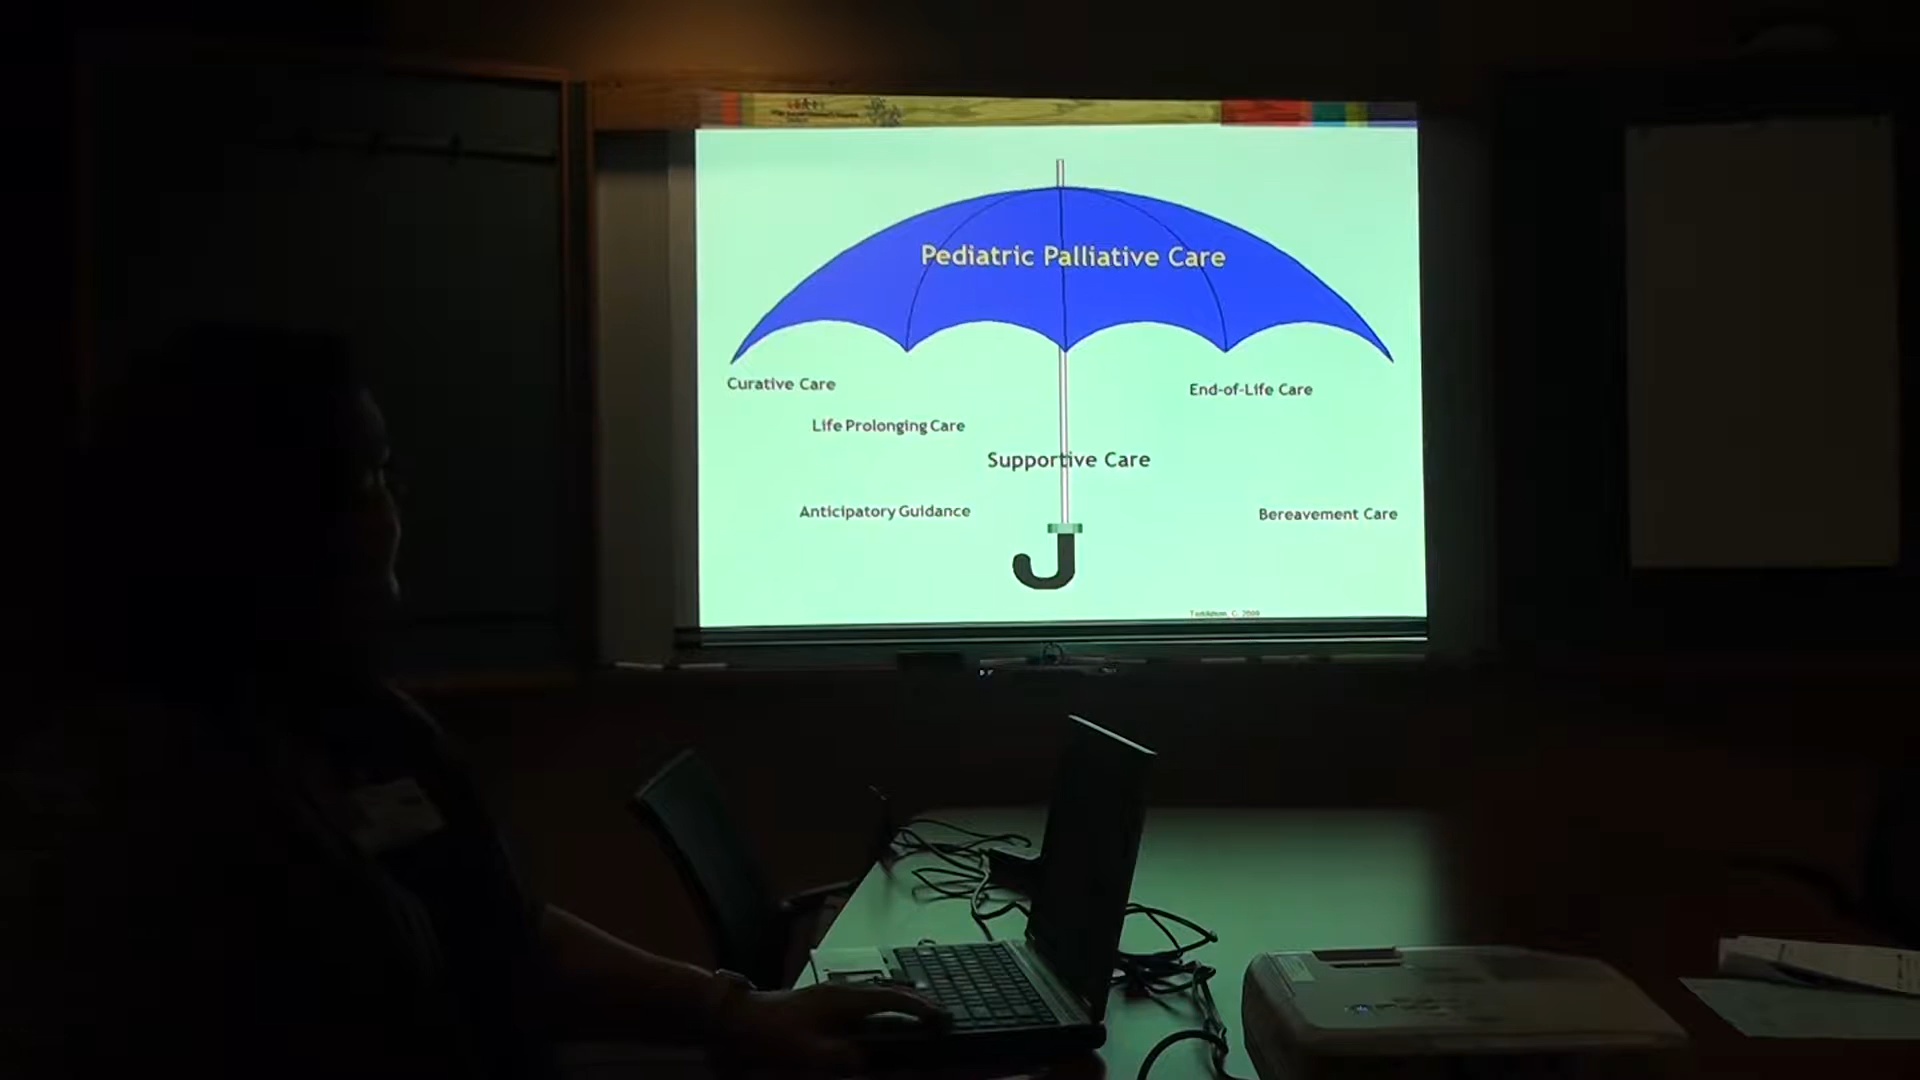 Pediatric Palliative Care
Curative Care
End-of-Life Care
Life Prolonging Care
Supportive Care
Anticipatory Guidance
Bereavement Care